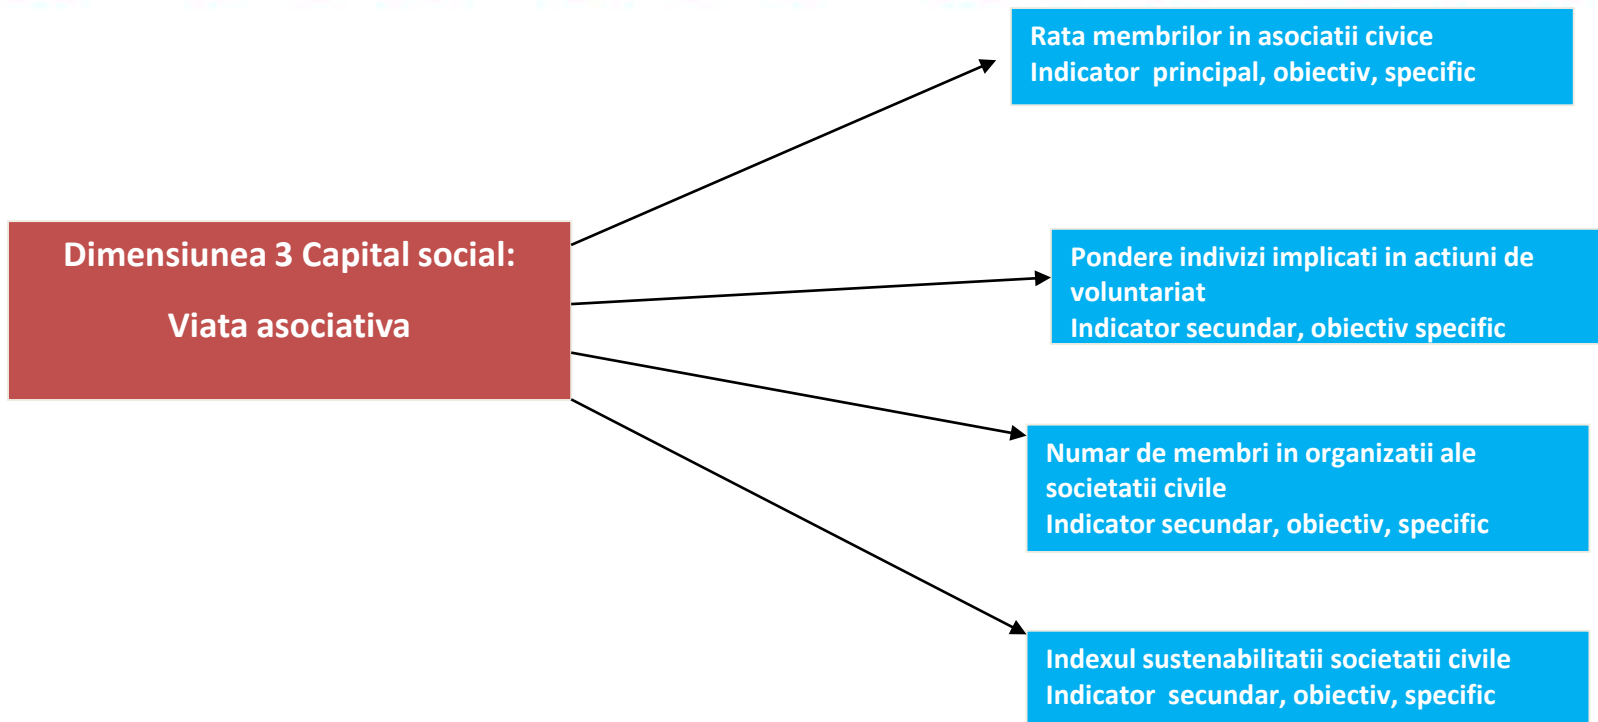 Rata membrilor in asociatii civice
Indicator  principal, obiectiv, specific
Dimensiunea 3 Capital social:
Viata asociativa
Pondere indivizi implicati in actiuni de
voluntariat
Indicator secundar, obiectiv specific
Numar de membri in organizatii ale
societatii civile
Indicator secundar, obiectiv, specific
Indexul sustenabilitatii societatii civile
Indicator  secundar, obiectiv, specific